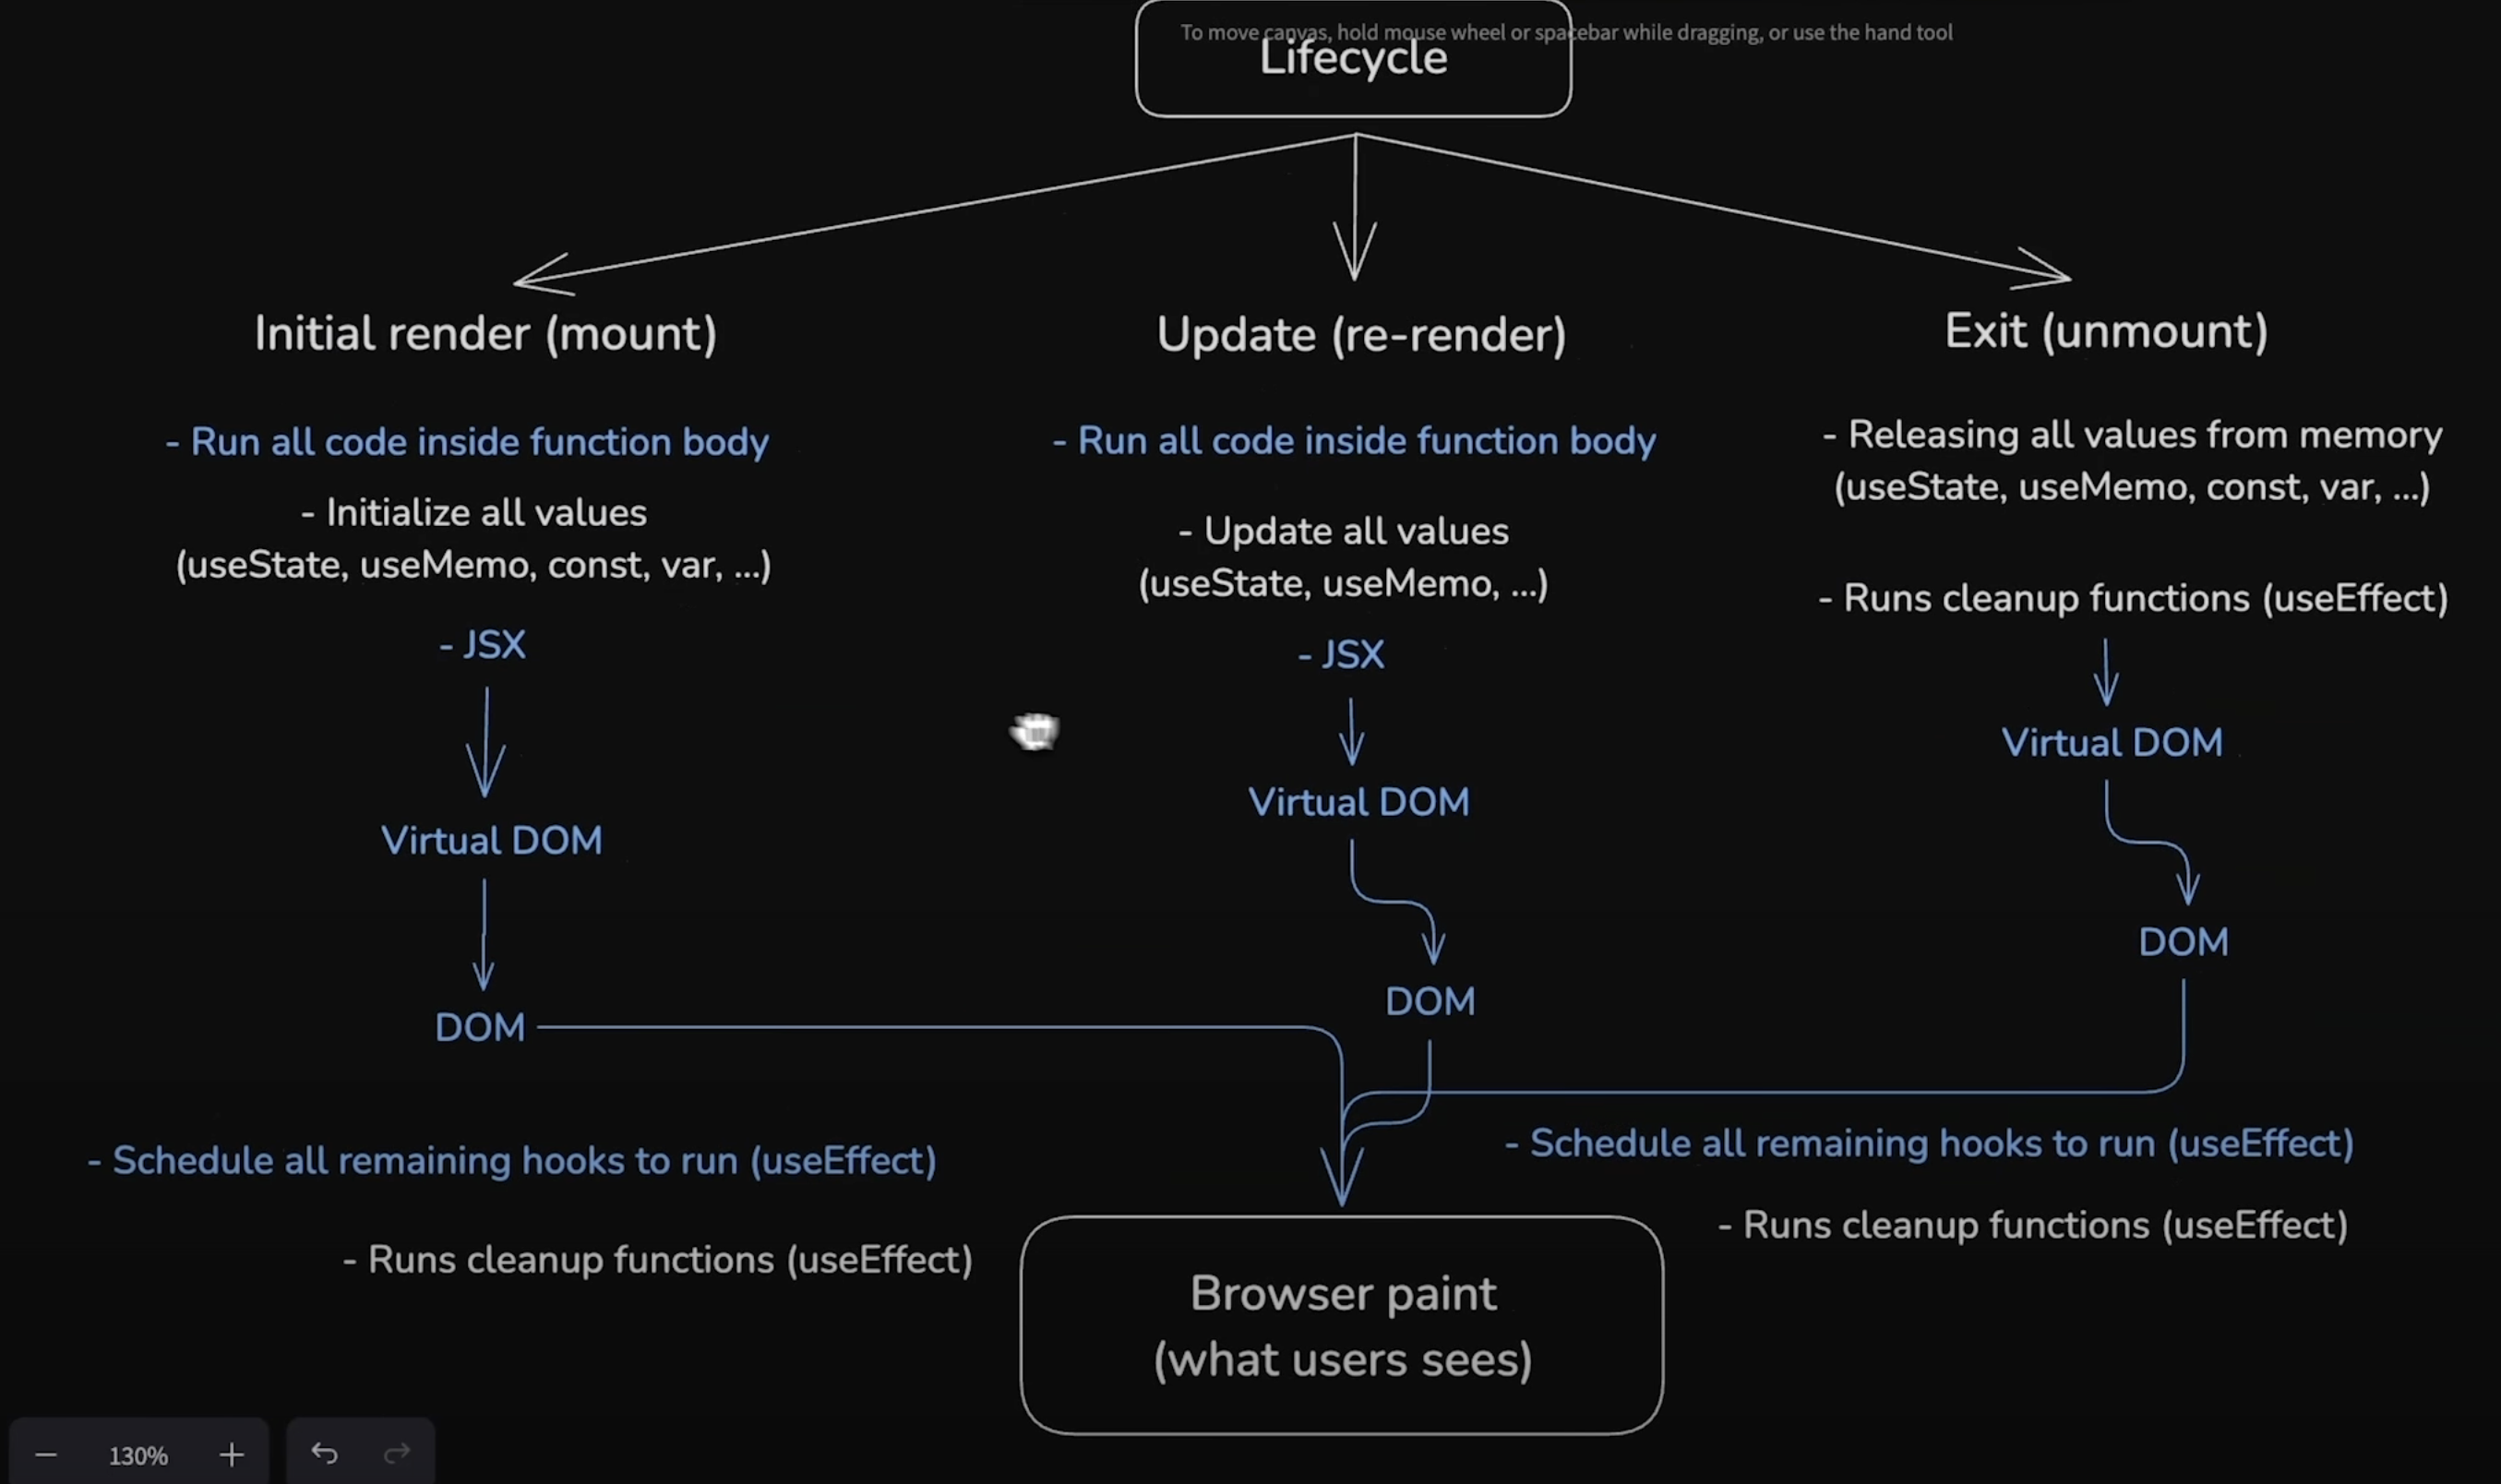 To move canvas, hold mouse wheel or spacebar while dragging, or use the hand tool
Lifecycle
Initial render (mount)
- Run all code inside function body
- Initialize all values
(useState, useMemo, const, var, ...)
- JSX
Virtual DOM
DOM
- Schedule all remaining hooks to run (useEffect)
- Runs cleanup functions (useEffect)
Update (re-render)
- Run all code inside function body
- Update all values
(useState, useMemo, ...)
- JSX
Virtual DOM
DOM
Exit (unmount)
- Releasing all values from memory
(useState, useMemo, const, var, ...)
- Runs cleanup functions (useEffect)
Virtual DOM
DOM
- Schedule all remaining hooks to run (useEffect)
- Runs cleanup functions (useEffect)
Browser paint
(what users sees)
130%